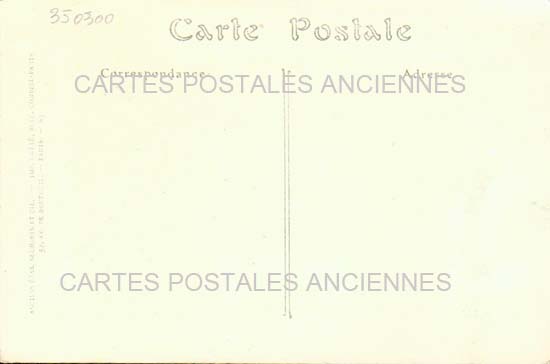 350300
Carte Postale
Correspondance Adresse
CARTES POSTALES ANCIENNES
CARTES POSTALES ANCIENNES